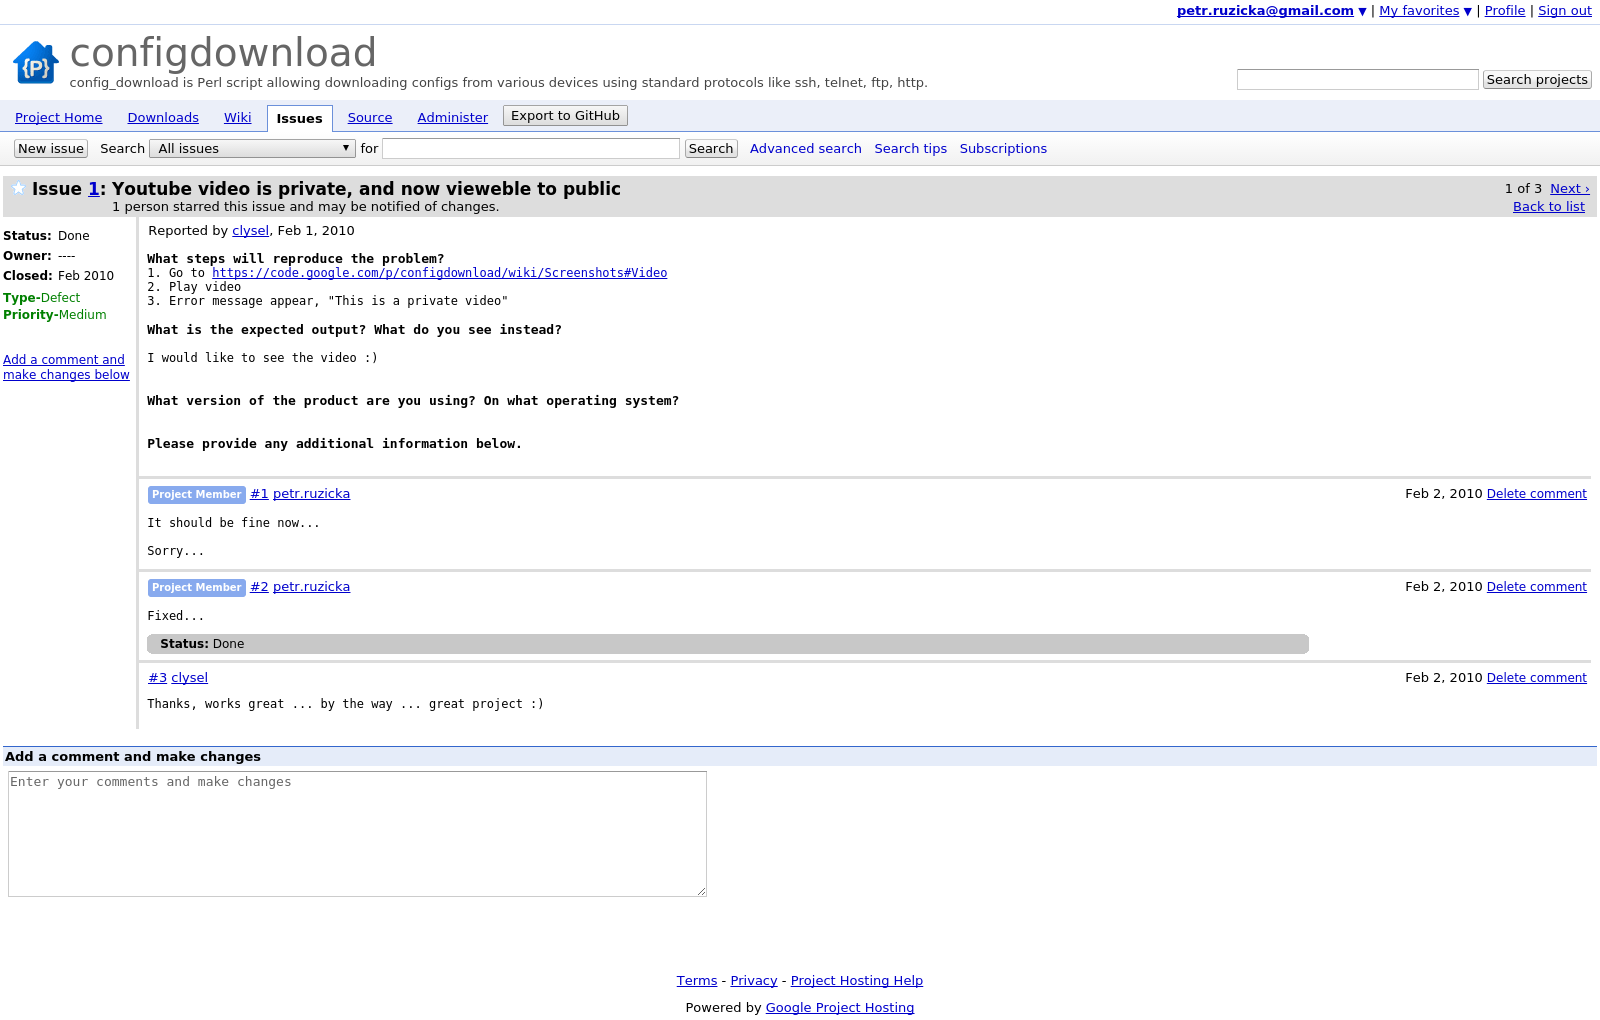 petr.ruzicka@gmail.com ▼ | My favorites ▼ | Profile | Sign out
{P}
configdownload
config_download is Perl script allowing downloading configs from various devices using standard protocols like ssh, telnet, ftp, http.
Search projects
Project Home Downloads Wiki Issues Source Administer Export to GitHub
New issue Search All issues ▼ for Search Advanced search Search tips Subscriptions
Issue 1: Youtube video is private, and now vieweble to public
1 person starred this issue and may be notified of changes.
1 of 3 Next ›
Back to list
Status: Done
Owner: ----
Closed: Feb 2010
Type-Defect
Priority-Medium
Add a comment and
make changes below
Reported by clysel, Feb 1, 2010
What steps will reproduce the problem?
1. Go to https://code.google.com/p/configdownload/wiki/Screenshots#Video
2. Play video
3. Error message appear, "This is a private video"
What is the expected output? What do you see instead?
I would like to see the video :)
What version of the product are you using? On what operating system?
Please provide any additional information below.
Project Member #1 petr.ruzicka Feb 2, 2010 Delete comment
It should be fine now...
Sorry...
Project Member #2 petr.ruzicka Feb 2, 2010 Delete comment
Fixed...
Status: Done
#3 clysel Feb 2, 2010 Delete comment
Thanks, works great ... by the way ... great project :)
Add a comment and make changes
Enter your comments and make changes
Terms - Privacy - Project Hosting Help
Powered by Google Project Hosting